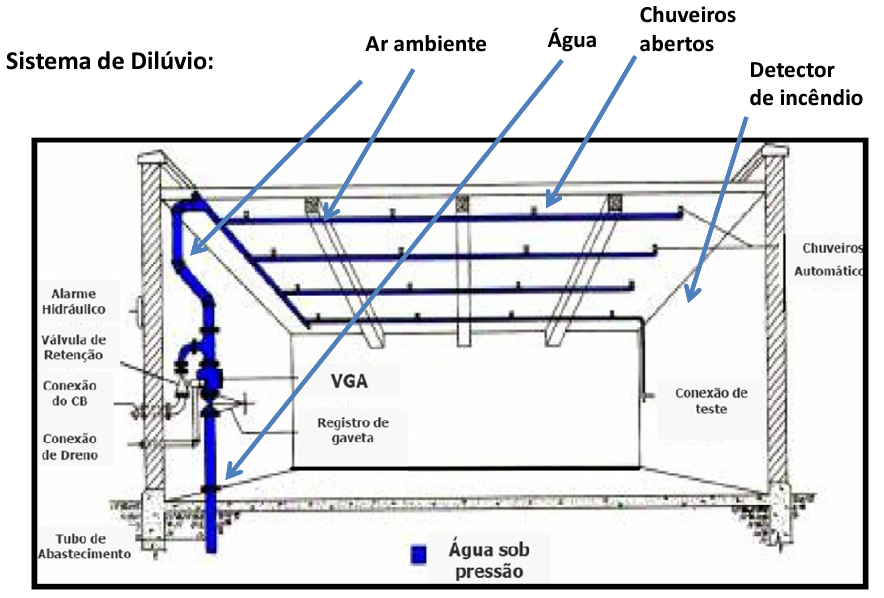 Chuveiros
abertos
Ar ambiente
Água
Sistema de Dilúvio:
Detector
de incêndio
Chuveiros
Automático
Alarme
Hidráulico
Válvula de
Retenção
VGA
Conexão
do CB
Conexão de
teste
Registro de
gaveta
Conexão
de Dreno
Tubo de
Abastecimento
Água sob
pressão